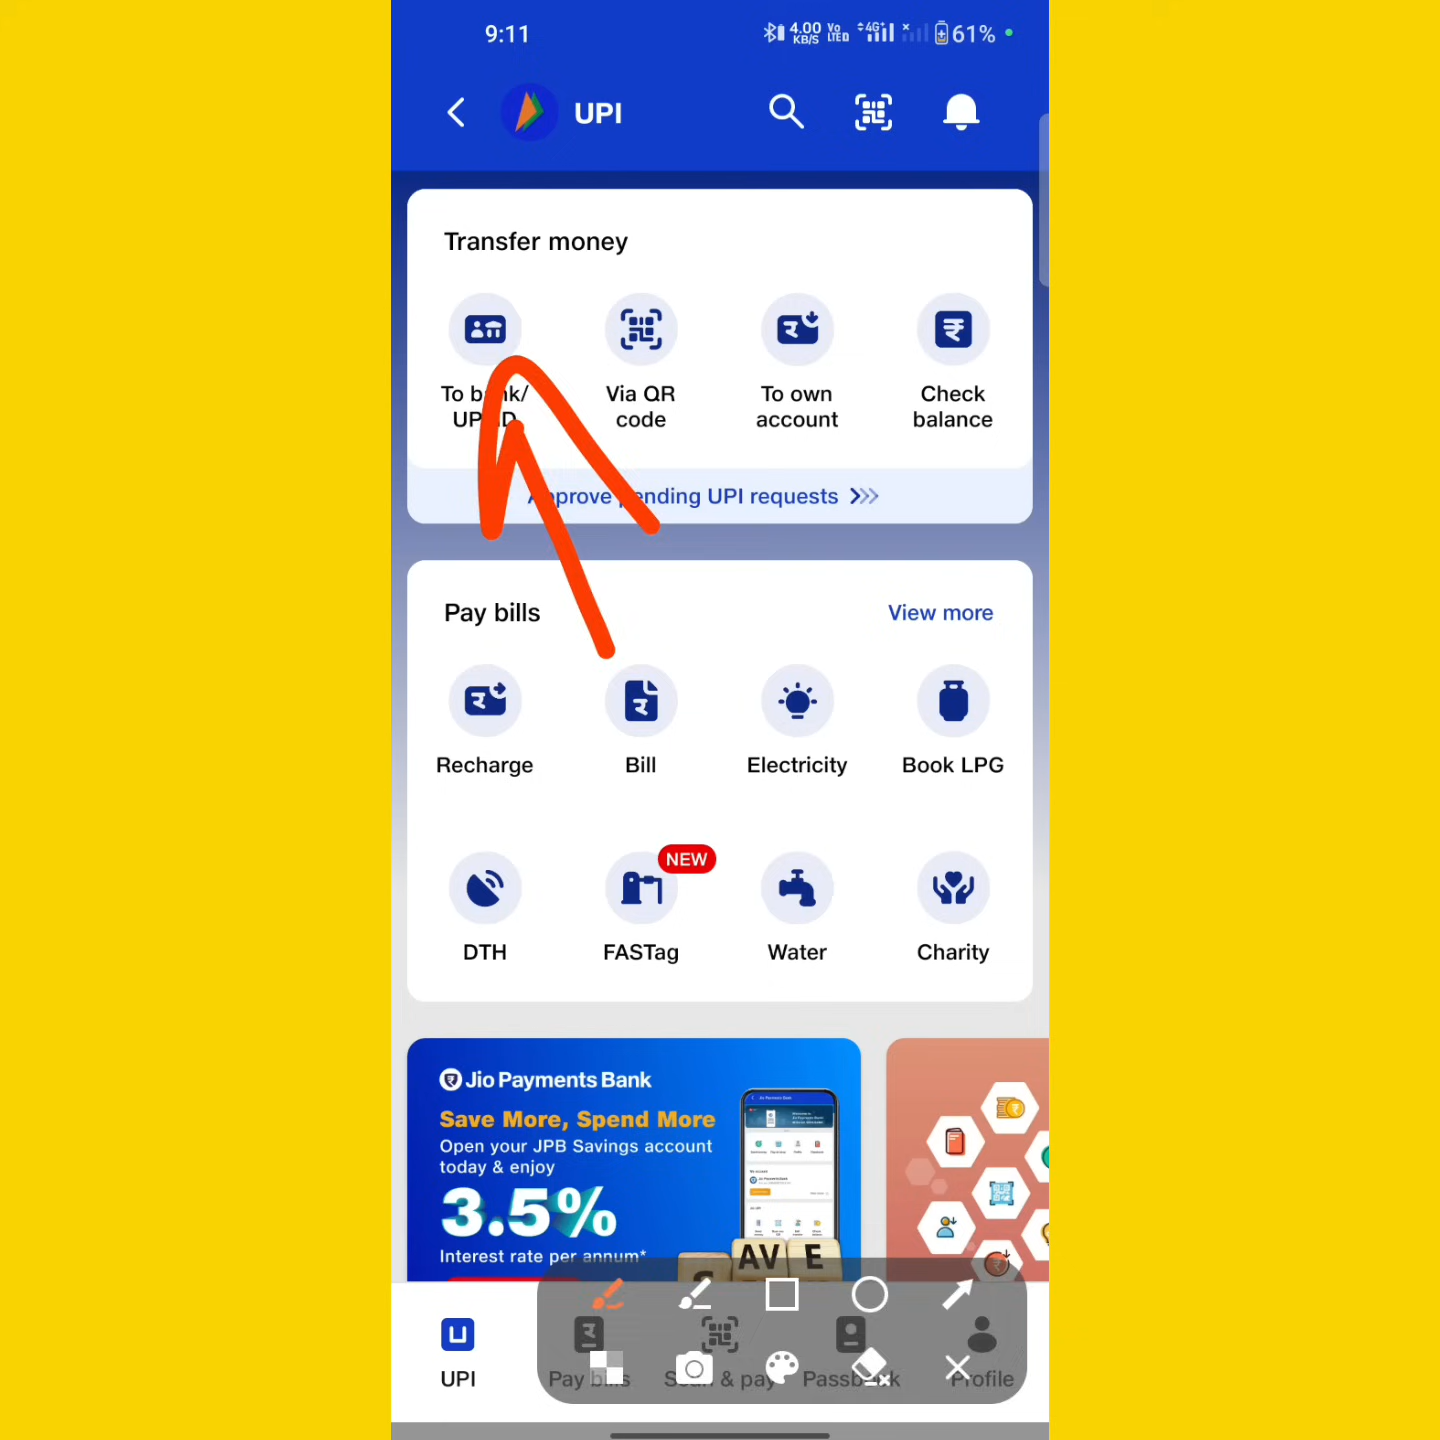 9:11
4.00 KB/S
Vo LTE
4G+
61%
UPI
Transfer money
To bank/
UPI ID
Via QR
code
To own
account
Check
balance
Approve pending UPI requests
Pay bills
View more
Recharge
Bill
Electricity
Book LPG
NEW
DTH
FASTag
Water
Charity
Jio Payments Bank
Save More, Spend More
Open your JPB Savings account
today & enjoy
3.5%
Interest rate per annum*
S AV E
UPI
Pay bills
Scan & pay
Passbook
Profile